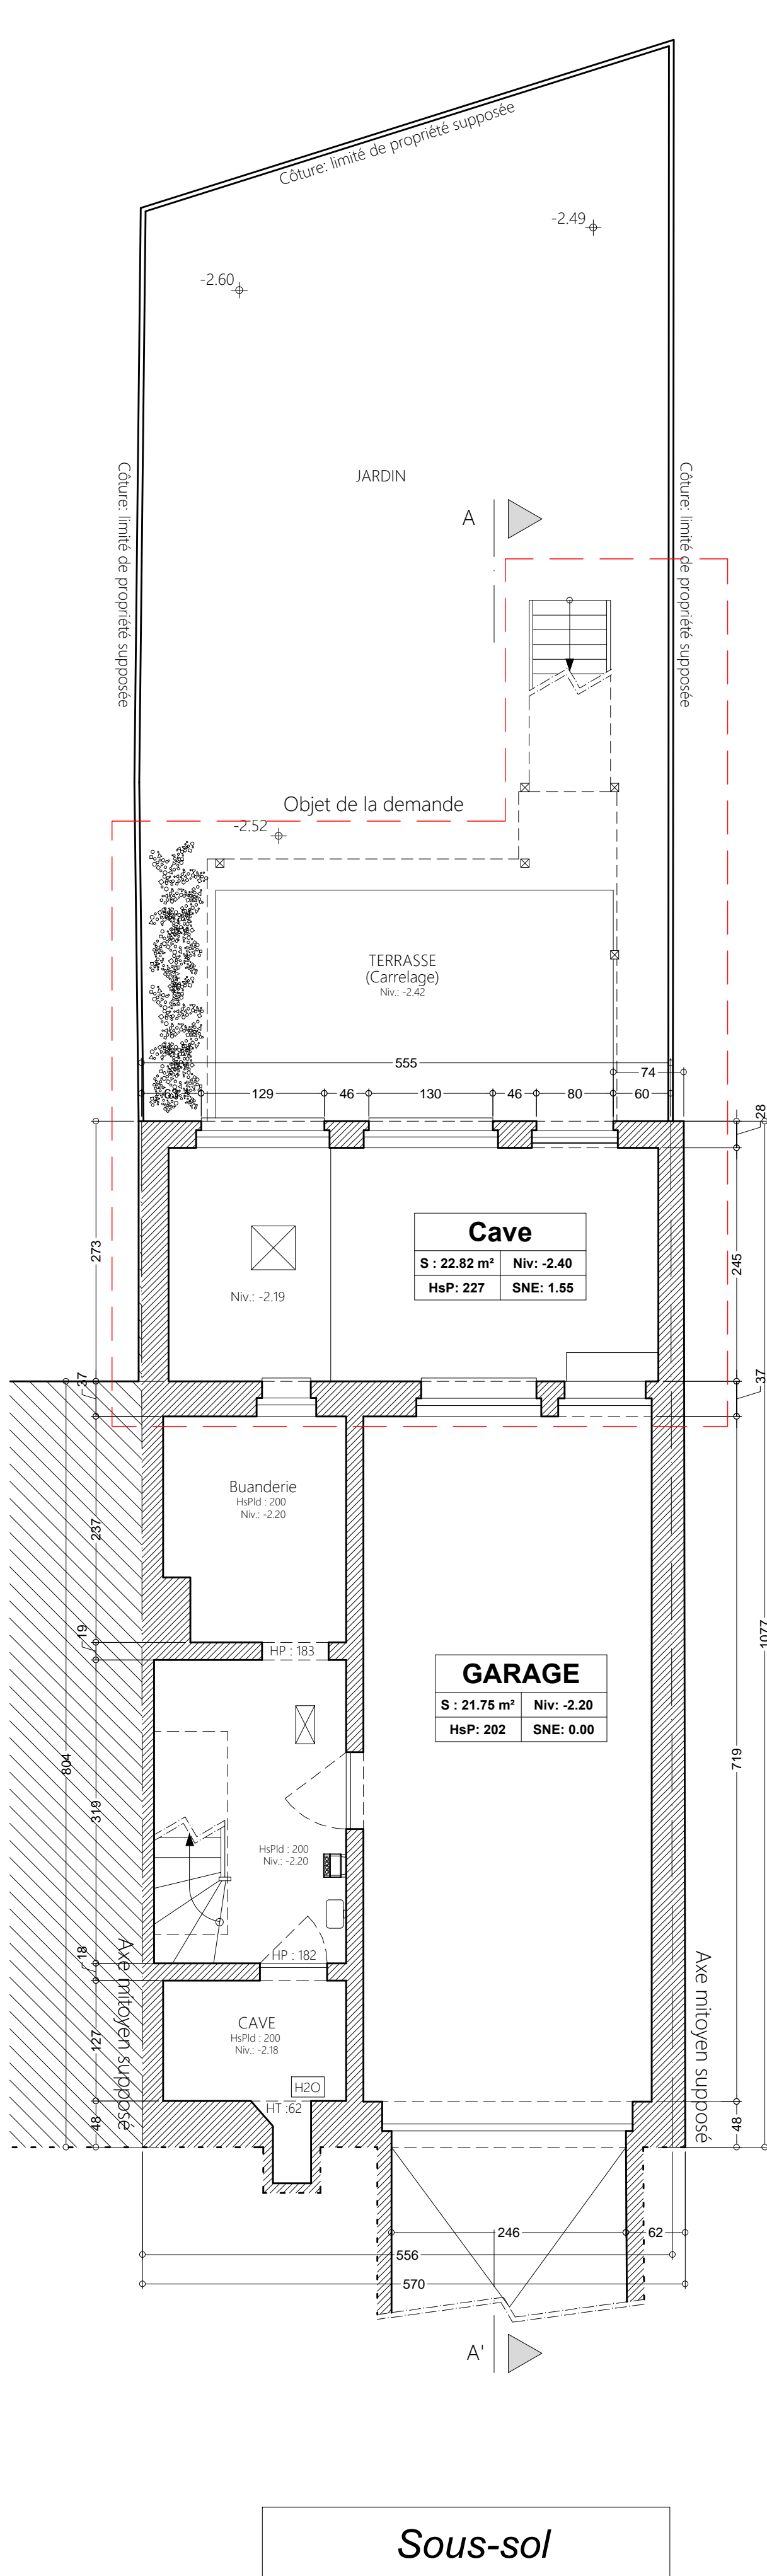 Côture: limité de propriété supposée
-2.49
-2.60
JARDIN
Côture: limité de propriété supposée
Côture: limité de propriété supposée
A
Objet de la demande
-2.52
TERRASSE
(Carrelage)
Niv.: -2.42
555
74
63
129
46
130
46
80
60
28
273
245
Cave
S : 22.82 m²
Niv: -2.40
HsP: 227
SNE: 1.55
Niv.: -2.19
37
37
Buanderie
HsPld : 200
Niv.: -2.20
237
19
HP : 183
1077
GARAGE
S : 21.75 m²
Niv: -2.20
HsP: 202
SNE: 0.00
804
319
719
HsPld : 200
Niv.: -2.20
HP : 182
18
Axe mitoyen supposé
Axe mitoyen supposé
CAVE
HsPld : 200
Niv.: -2.18
127
H2O
HT :62
48
48
246
62
556
570
A'
Sous-sol